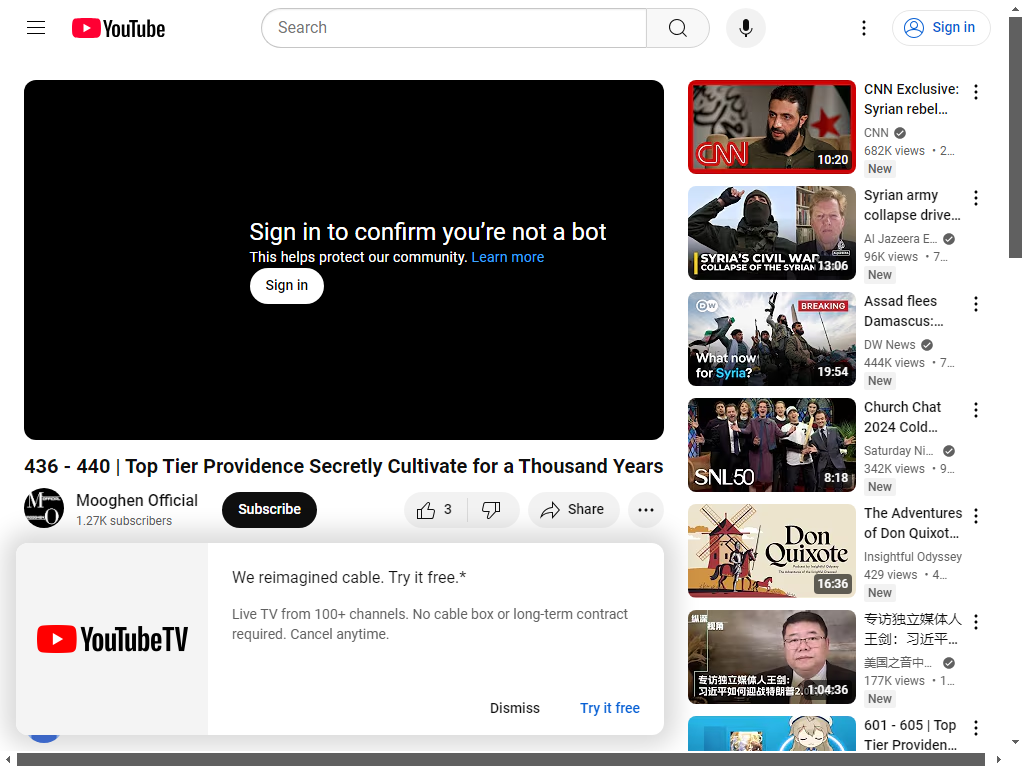 YouTube
Search
Sign in
Sign in to confirm you’re not a bot
This helps protect our community. Learn more
Sign in
436 - 440 | Top Tier Providence Secretly Cultivate for a Thousand Years
Mooghen Official
1.27K subscribers
Subscribe
3
Share
We reimagined cable. Try it free.*
Live TV from 100+ channels. No cable box or long-term contract
required. Cancel anytime.
YouTubeTV
Dismiss
Try it free
CNN
10:20
CNN Exclusive:
Syrian rebel…
CNN
682K views • 2…
New
SYRIA'S CIVIL WAR
COLLAPSE OF THE SYRIAN
13:06
Syrian army
collapse drive…
Al Jazeera E…
96K views • 7…
New
DW
BREAKING
What now
for Syria?
19:54
Assad flees
Damascus:…
DW News
444K views • 7…
New
SNL50
8:18
Church Chat
2024 Cold…
Saturday Ni…
342K views • 9…
New
Don
Quixote
16:36
The Adventures
of Don Quixot…
Insightful Odyssey
429 views • 4…
New
纵深
视角
专访独立媒体人王剑:
习近平如何迎战特朗普2.0
1:04:36
专访独立媒体人
王剑：习近平…
美国之音中…
177K views • 1…
New
601 - 605 | Top
Tier Providen…